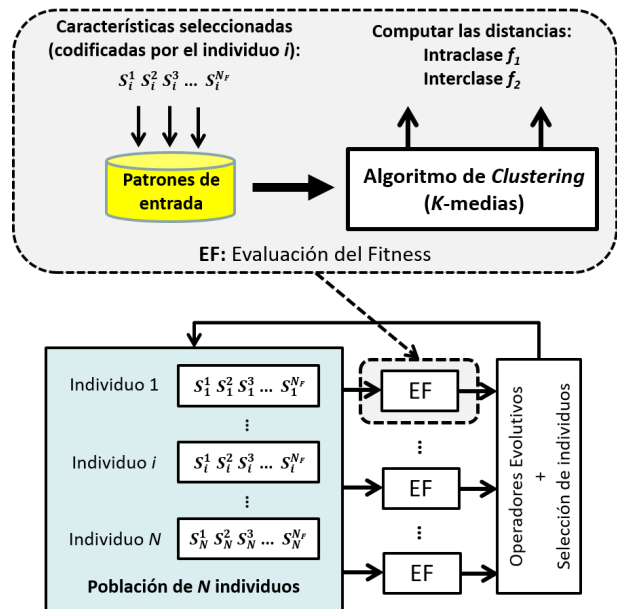 Características seleccionadas
(codificadas por el individuo i):
S_i^1 S_i^2 S_i^3 … S_i^{N_F}
Computar las distancias:
Intraclase f_1
Interclase f_2
Patrones de
entrada
Algoritmo de Clustering
(K-medias)
EF: Evaluación del Fitness
Individuo 1
S_1^1 S_1^2 S_1^3 … S_1^{N_F}
EF
⋮
…
Individuo i
S_i^1 S_i^2 S_i^3 … S_i^{N_F}
EF
⋮
…
Individuo N
S_N^1 S_N^2 S_N^3 … S_N^{N_F}
EF
Población de N individuos
Operadores Evolutivos
+
Selección de individuos